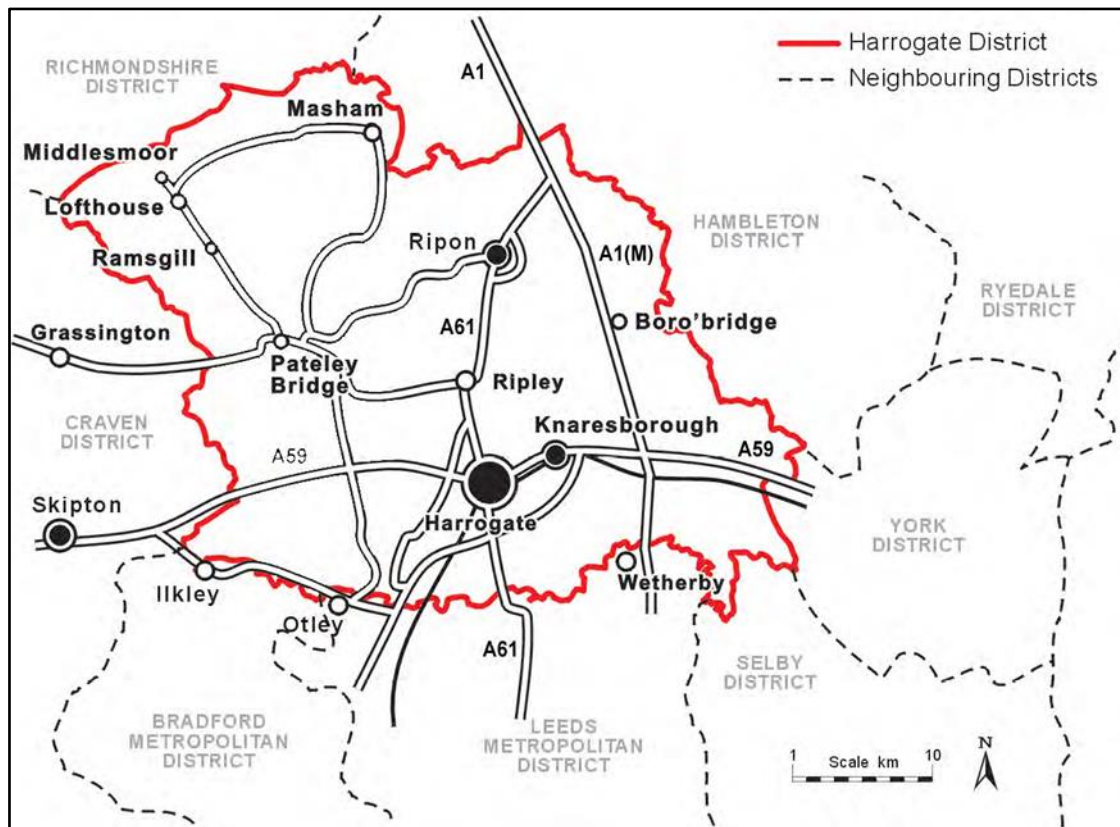 Harrogate District
Neighbouring Districts
RICHMONDSHIRE
DISTRICT
A1
Masham
Middlesmoor
Lofthouse
Ramsgill
Ripon
HAMBLETON
DISTRICT
A1(M)
RYEDALE
DISTRICT
Grassington
A61
Boro'bridge
Pateley
Bridge
Ripley
CRAVEN
DISTRICT
Knaresborough
A59
A59
Skipton
Harrogate
YORK
DISTRICT
Ilkley
Wetherby
Otley
A61
SELBY
DISTRICT
BRADFORD
METROPOLITAN
DISTRICT
LEEDS
METROPOLITAN
DISTRICT
1 Scale km 10
N